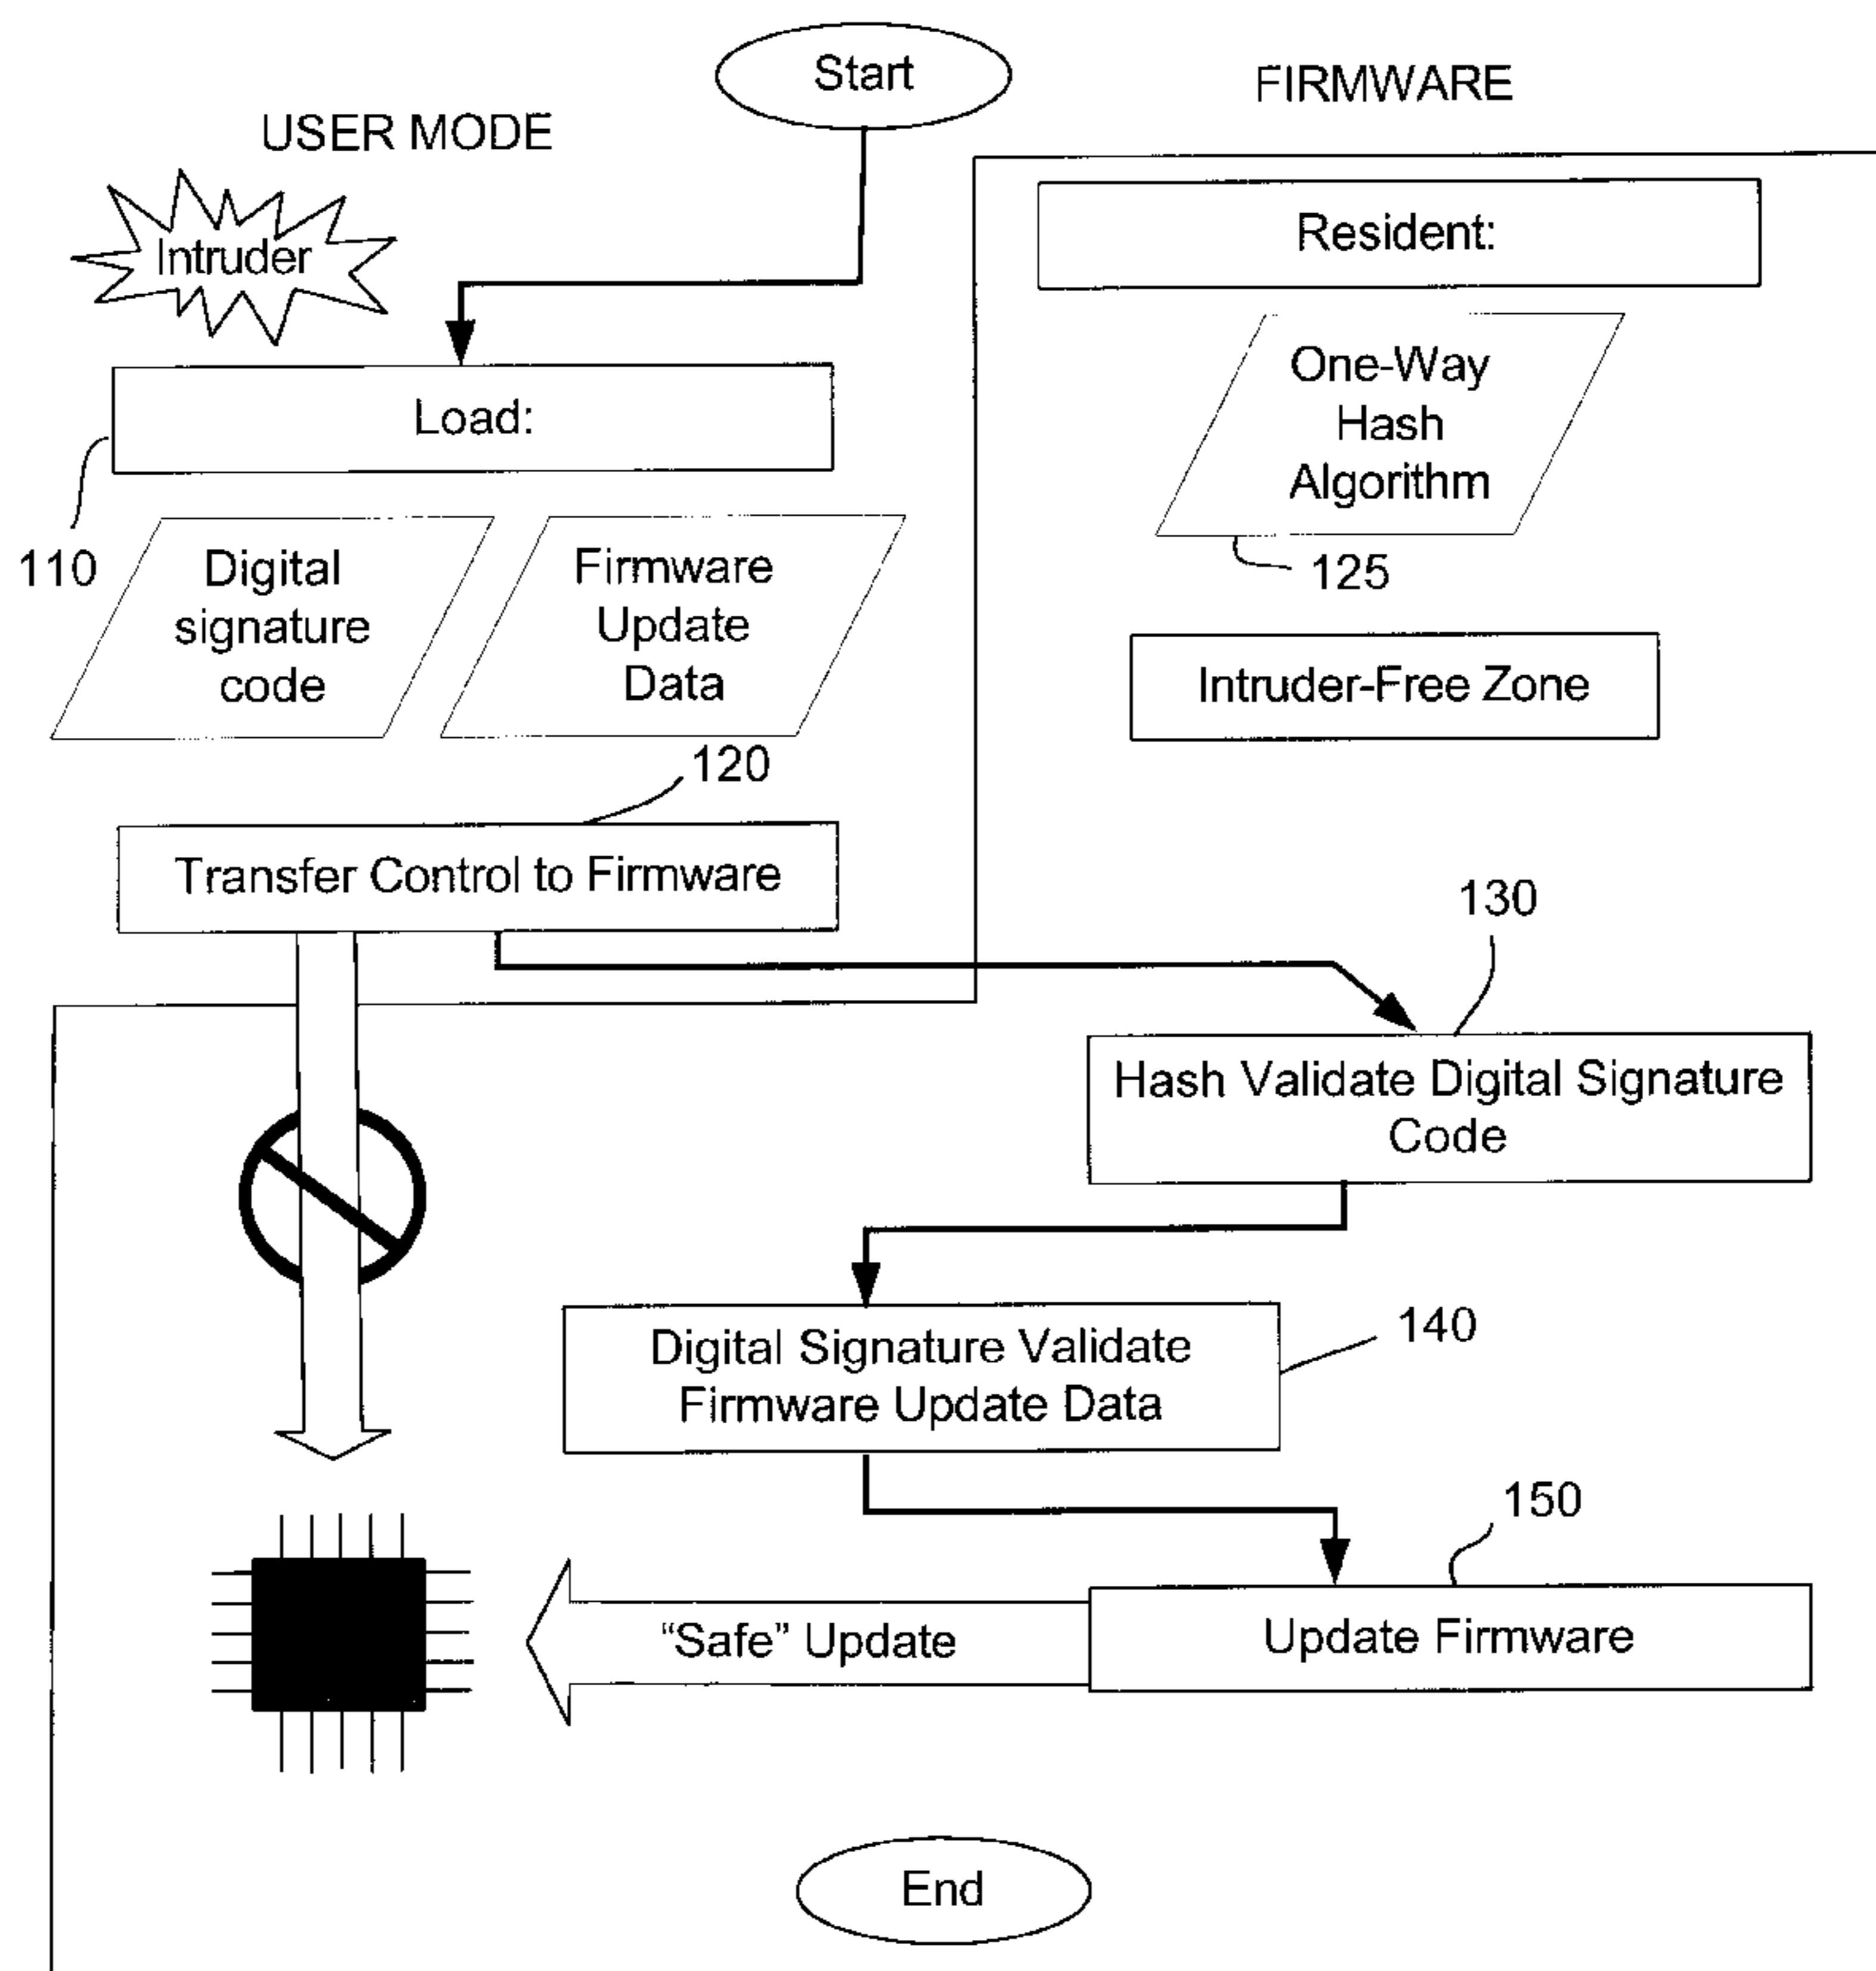 Start
FIRMWARE
USER MODE
Intruder
Resident:
Load:
110
One-Way
Hash
Algorithm
125
Digital
signature
code
Firmware
Update
Data
Intruder-Free Zone
120
Transfer Control to Firmware
130
Hash Validate Digital Signature
Code
140
Digital Signature Validate
Firmware Update Data
150
"Safe" Update
Update Firmware
End